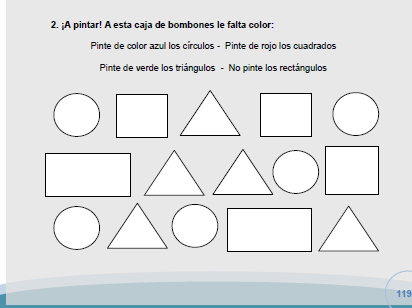 2. ¡A pintar! A esta caja de bombones le falta color:
Pinte de color azul los círculos - Pinte de rojo los cuadrados
Pinte de verde los triángulos - No pinte los rectángulos
119